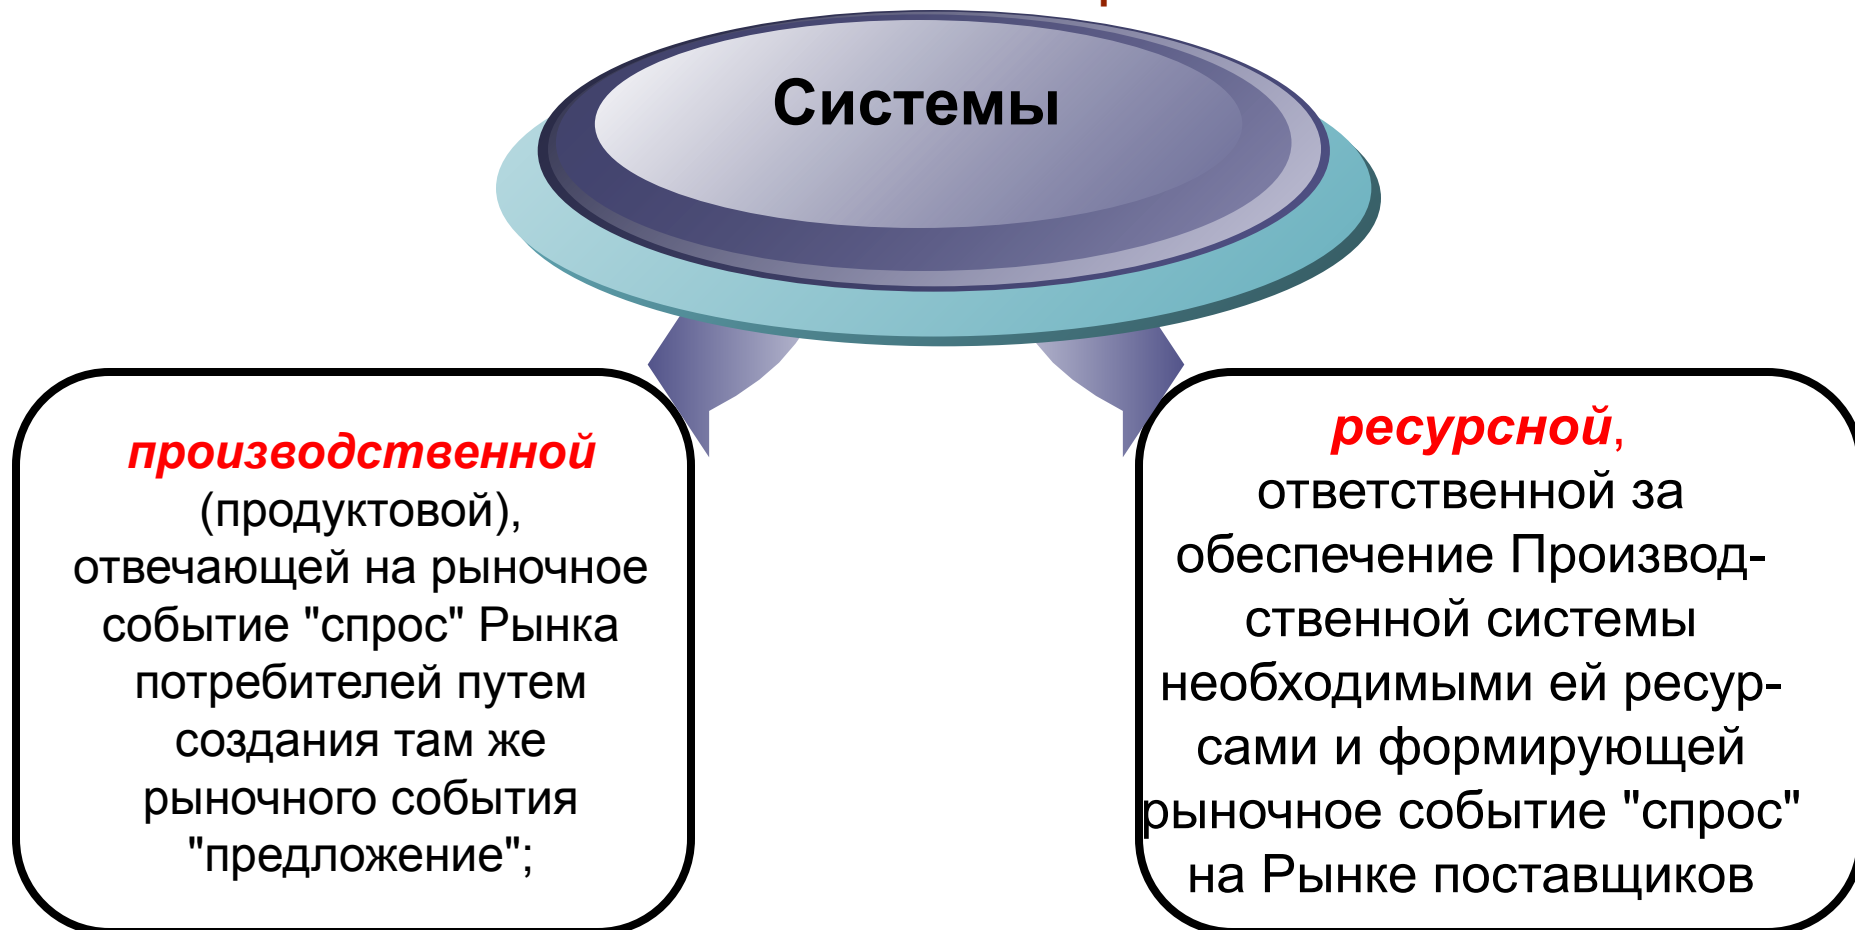 Системы
производственной
(продуктовой),
отвечающей на рыночное
событие "спрос" Рынка
потребителей путем
создания там же
рыночного события
"предложение";
ресурсной,
ответственной за
обеспечение Производ-
ственной системы
необходимыми ей ресур-
сами и формирующей
рыночное событие "спрос"
на Рынке поставщиков